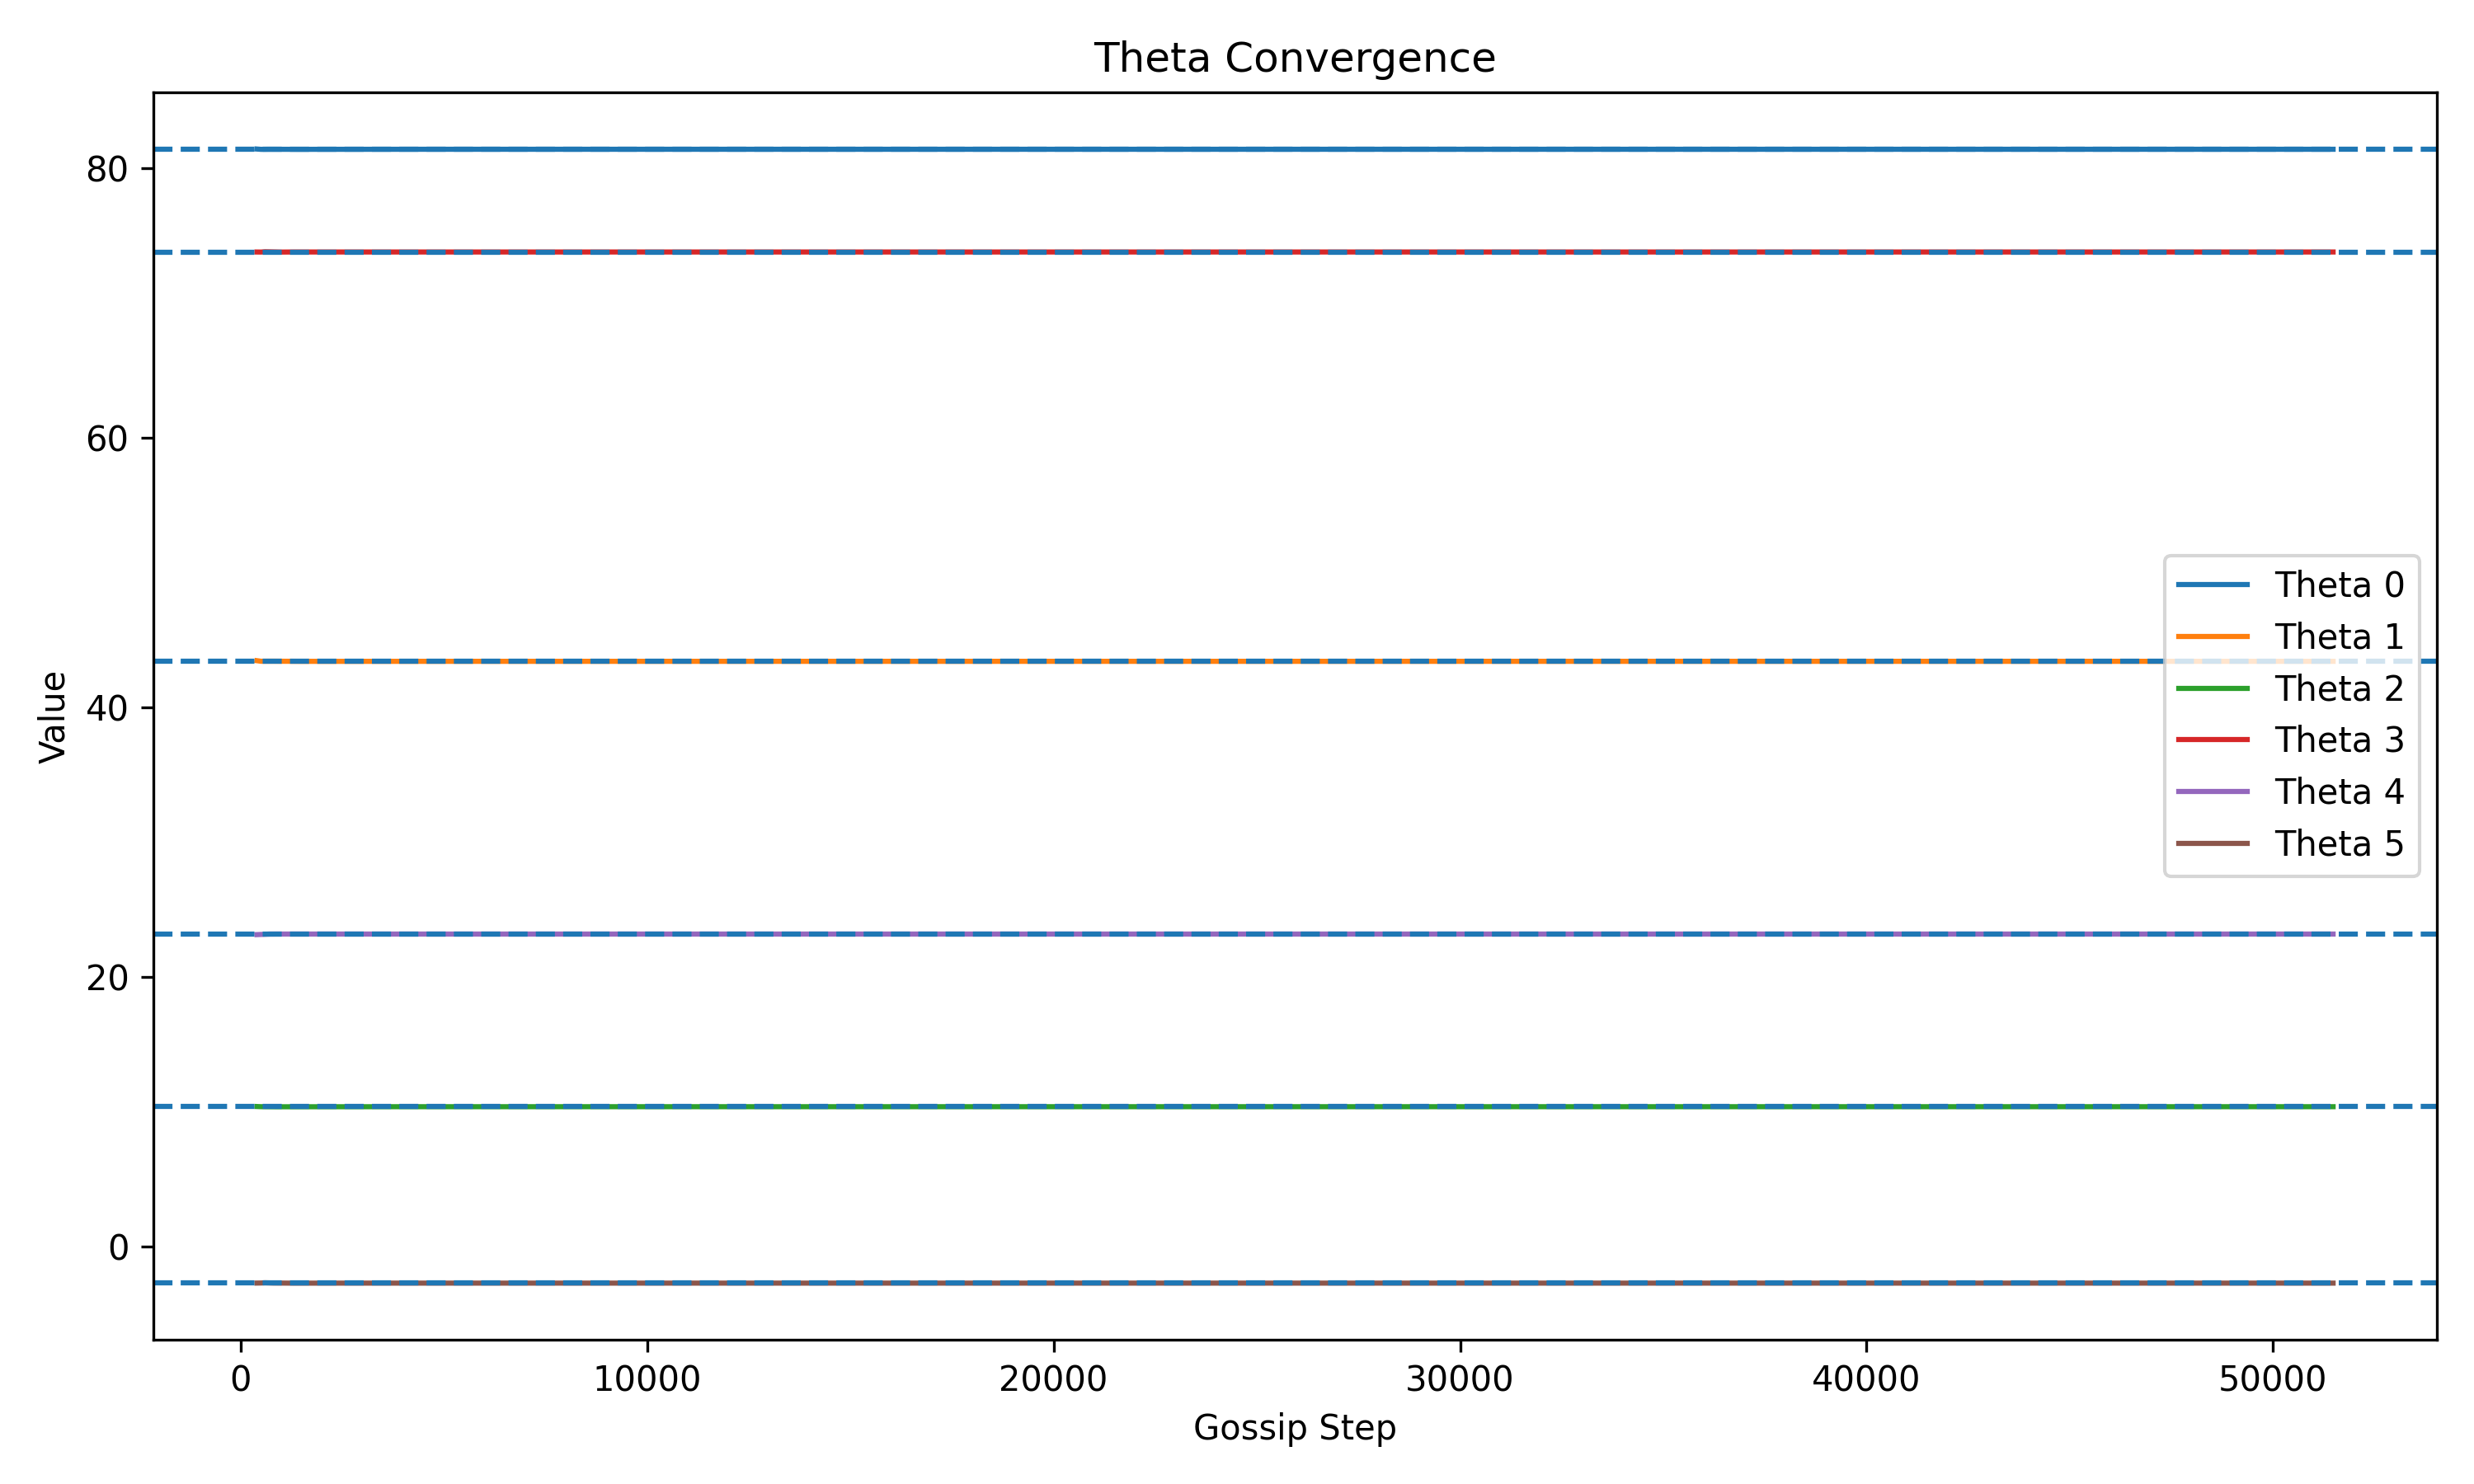 Theta Convergence
Value
80
60
40
20
0
Theta 0
Theta 1
Theta 2
Theta 3
Theta 4
Theta 5
0 10000 20000 30000 40000 50000
Gossip Step